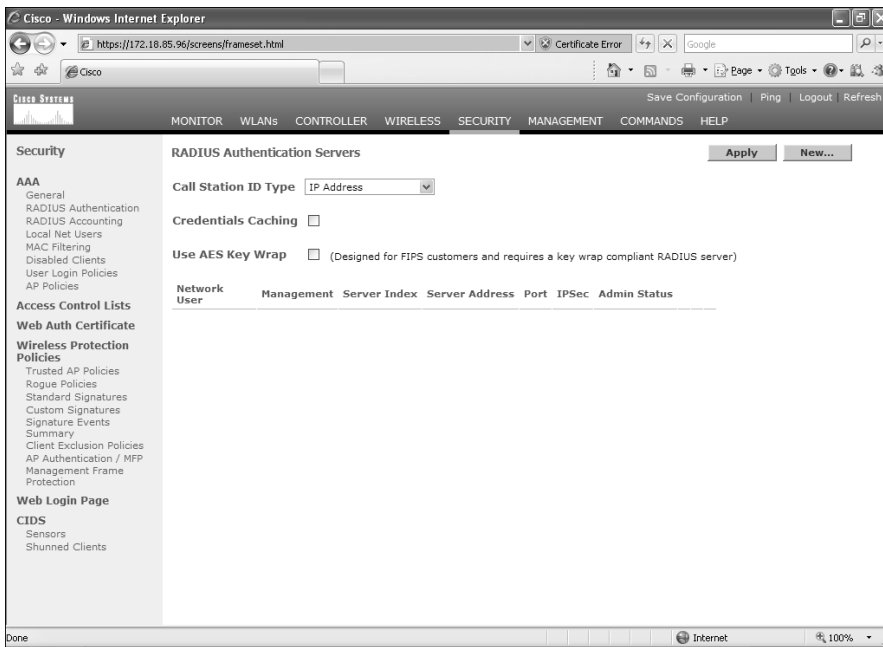 Cisco - Windows Internet Explorer
https://172.18.85.96/screens/frameset.html
Certificate Error
Google
Cisco
Page
Tools
CISCO SYSTEMS
Save Configuration | Ping | Logout | Refresh
MONITOR WLANs CONTROLLER WIRELESS SECURITY MANAGEMENT COMMANDS HELP
Security
AAA
General
RADIUS Authentication
RADIUS Accounting
Local Net Users
MAC Filtering
Disabled Clients
User Login Policies
AP Policies
Access Control Lists
Web Auth Certificate
Wireless Protection
Policies
Trusted AP Policies
Rogue Policies
Standard Signatures
Custom Signatures
Signature Events
Summary
Client Exclusion Policies
AP Authentication / MFP
Management Frame
Protection
Web Login Page
CIDS
Sensors
Shunned Clients
RADIUS Authentication Servers
Apply
New...
Call Station ID Type IP Address
Credentials Caching
Use AES Key Wrap (Designed for FIPS customers and requires a key wrap compliant RADIUS server)
Network
User
Management Server Index Server Address Port IPSec Admin Status
Done
Internet
100%